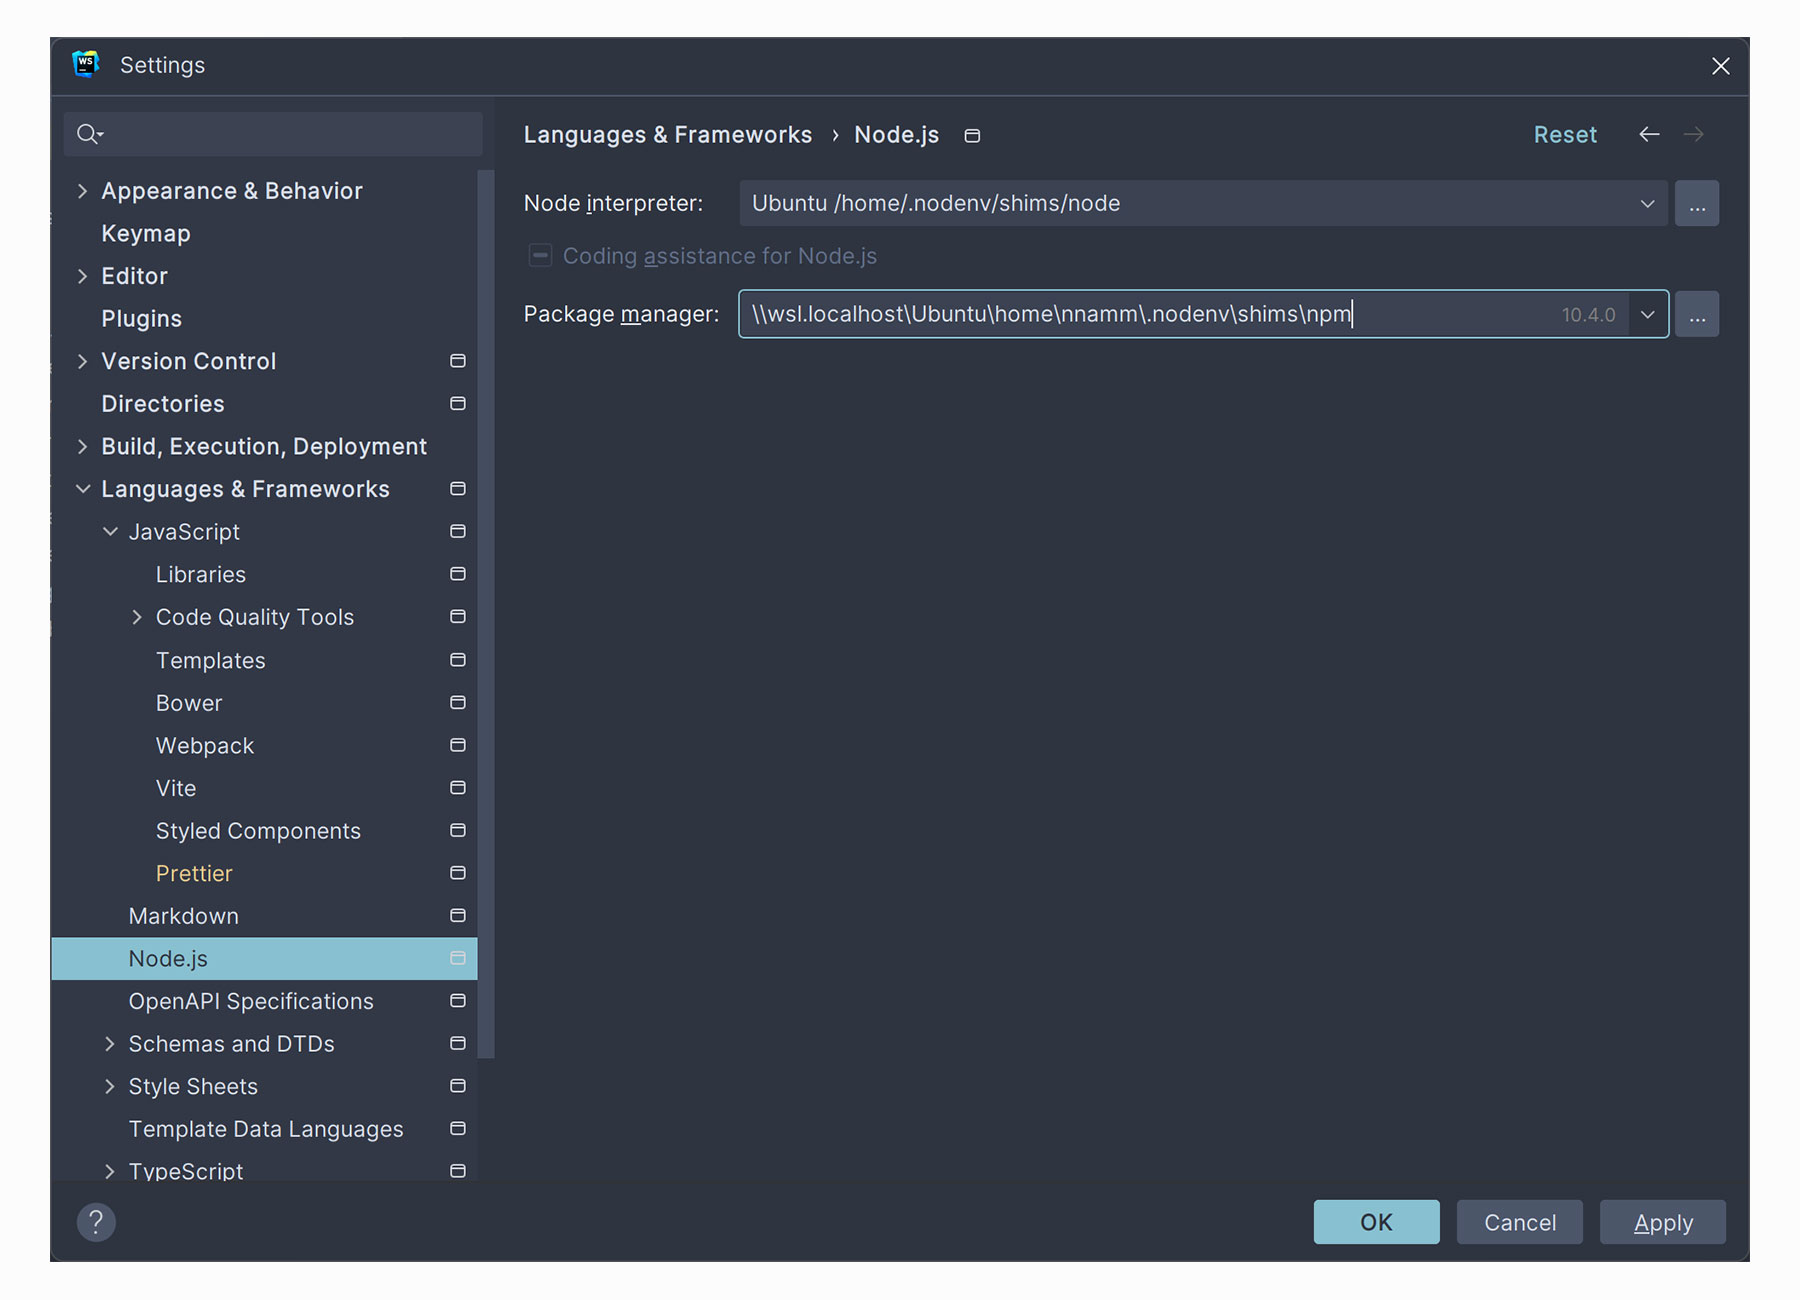 WS Settings
Languages & Frameworks › Node.js Reset
Appearance & Behavior
Keymap
Editor
Plugins
Version Control
Directories
Build, Execution, Deployment
Languages & Frameworks
JavaScript
Libraries
Code Quality Tools
Templates
Bower
Webpack
Vite
Styled Components
Prettier
Markdown
Node.js
OpenAPI Specifications
Schemas and DTDs
Style Sheets
Template Data Languages
TypeScript
Node interpreter: Ubuntu /home/.nodenv/shims/node ...
Coding assistance for Node.js
Package manager: \\wsl.localhost\Ubuntu\home\nnamm\.nodenv\shims\npm 10.4.0 ...
? OK Cancel Apply